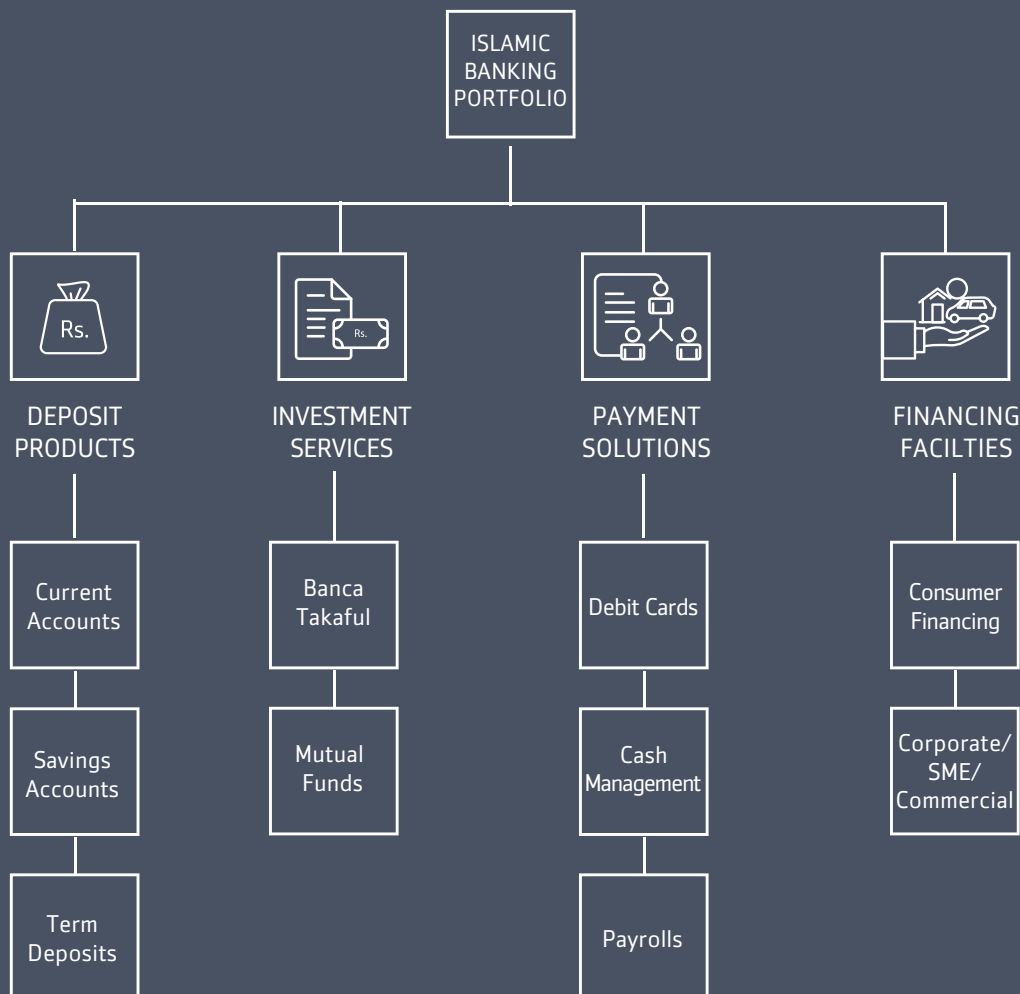 ISLAMIC
BANKING
PORTFOLIO
Rs.
Rs.
DEPOSIT
PRODUCTS
INVESTMENT
SERVICES
PAYMENT
SOLUTIONS
FINANCING
FACILTIES
Current
Accounts
Banca
Takaful
Debit Cards
Consumer
Financing
Savings
Accounts
Mutual
Funds
Cash
Management
Corporate/
SME/
Commercial
Term
Deposits
Payrolls